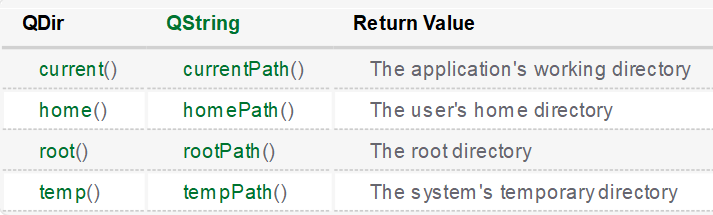 QDir QString Return Value
current() currentPath() The application's working directory
home() homePath() The user's home directory
root() rootPath() The root directory
temp() tempPath() The system's temporary directory